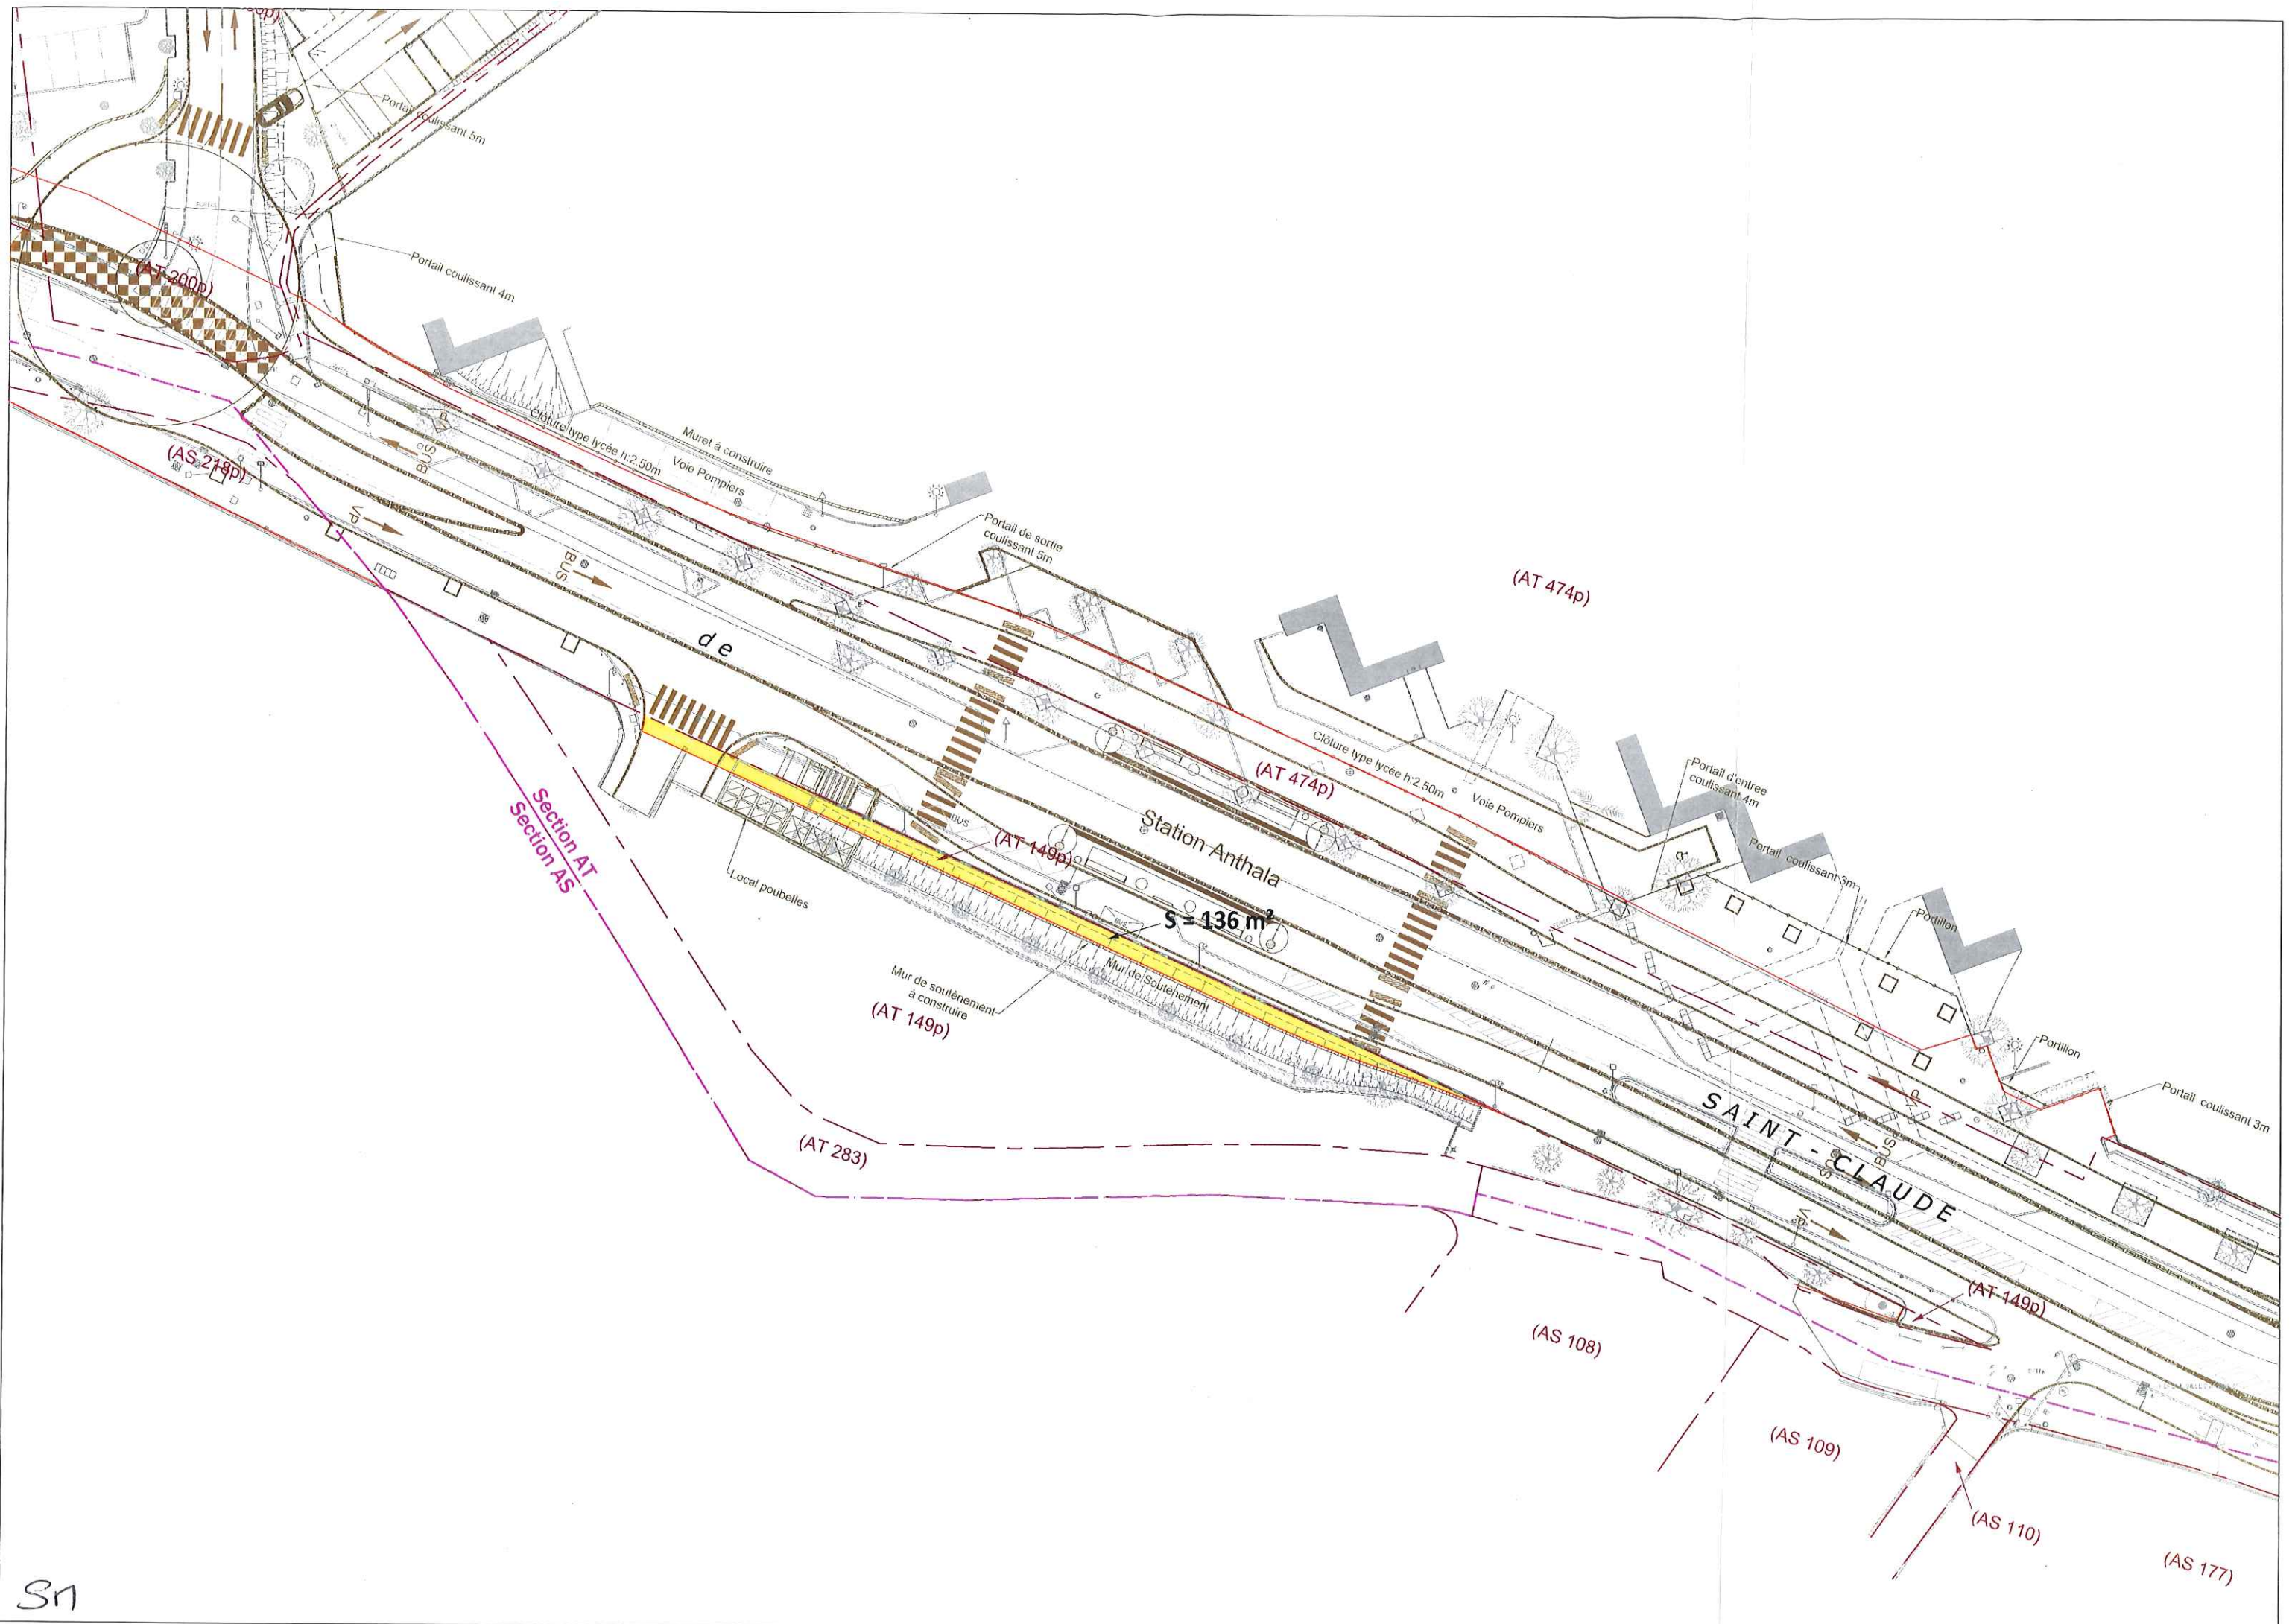 Portail coulissant 5m
Portail coulissant 4m
(AT 200p)
(AS 218p)
BUS
VP
BUS
Clôture type lycée h:2.50m
Muret à construire
Voie Pompiers
Portail de sortie
coulissant 5m
(AT 474p)
de
Clôture type lycée h:2.50m
Voie Pompiers
(AT 474p)
Portail d'entrée
coulissant 4m
Portail coulissant 3m
Portillon
Station Anthala
BUS
(AT 149p)
S = 136 m²
Section AT
Section AS
Local poubelles
Mur de soutènement
à construire
Mur de Soutènement
(AT 149p)
Portillon
Portail coulissant 3m
VP
BUS
SAINT - CLAUDE
VP
(AT 283)
(AT 149p)
(AS 108)
(AS 109)
(AS 110)
(AS 177)
SM